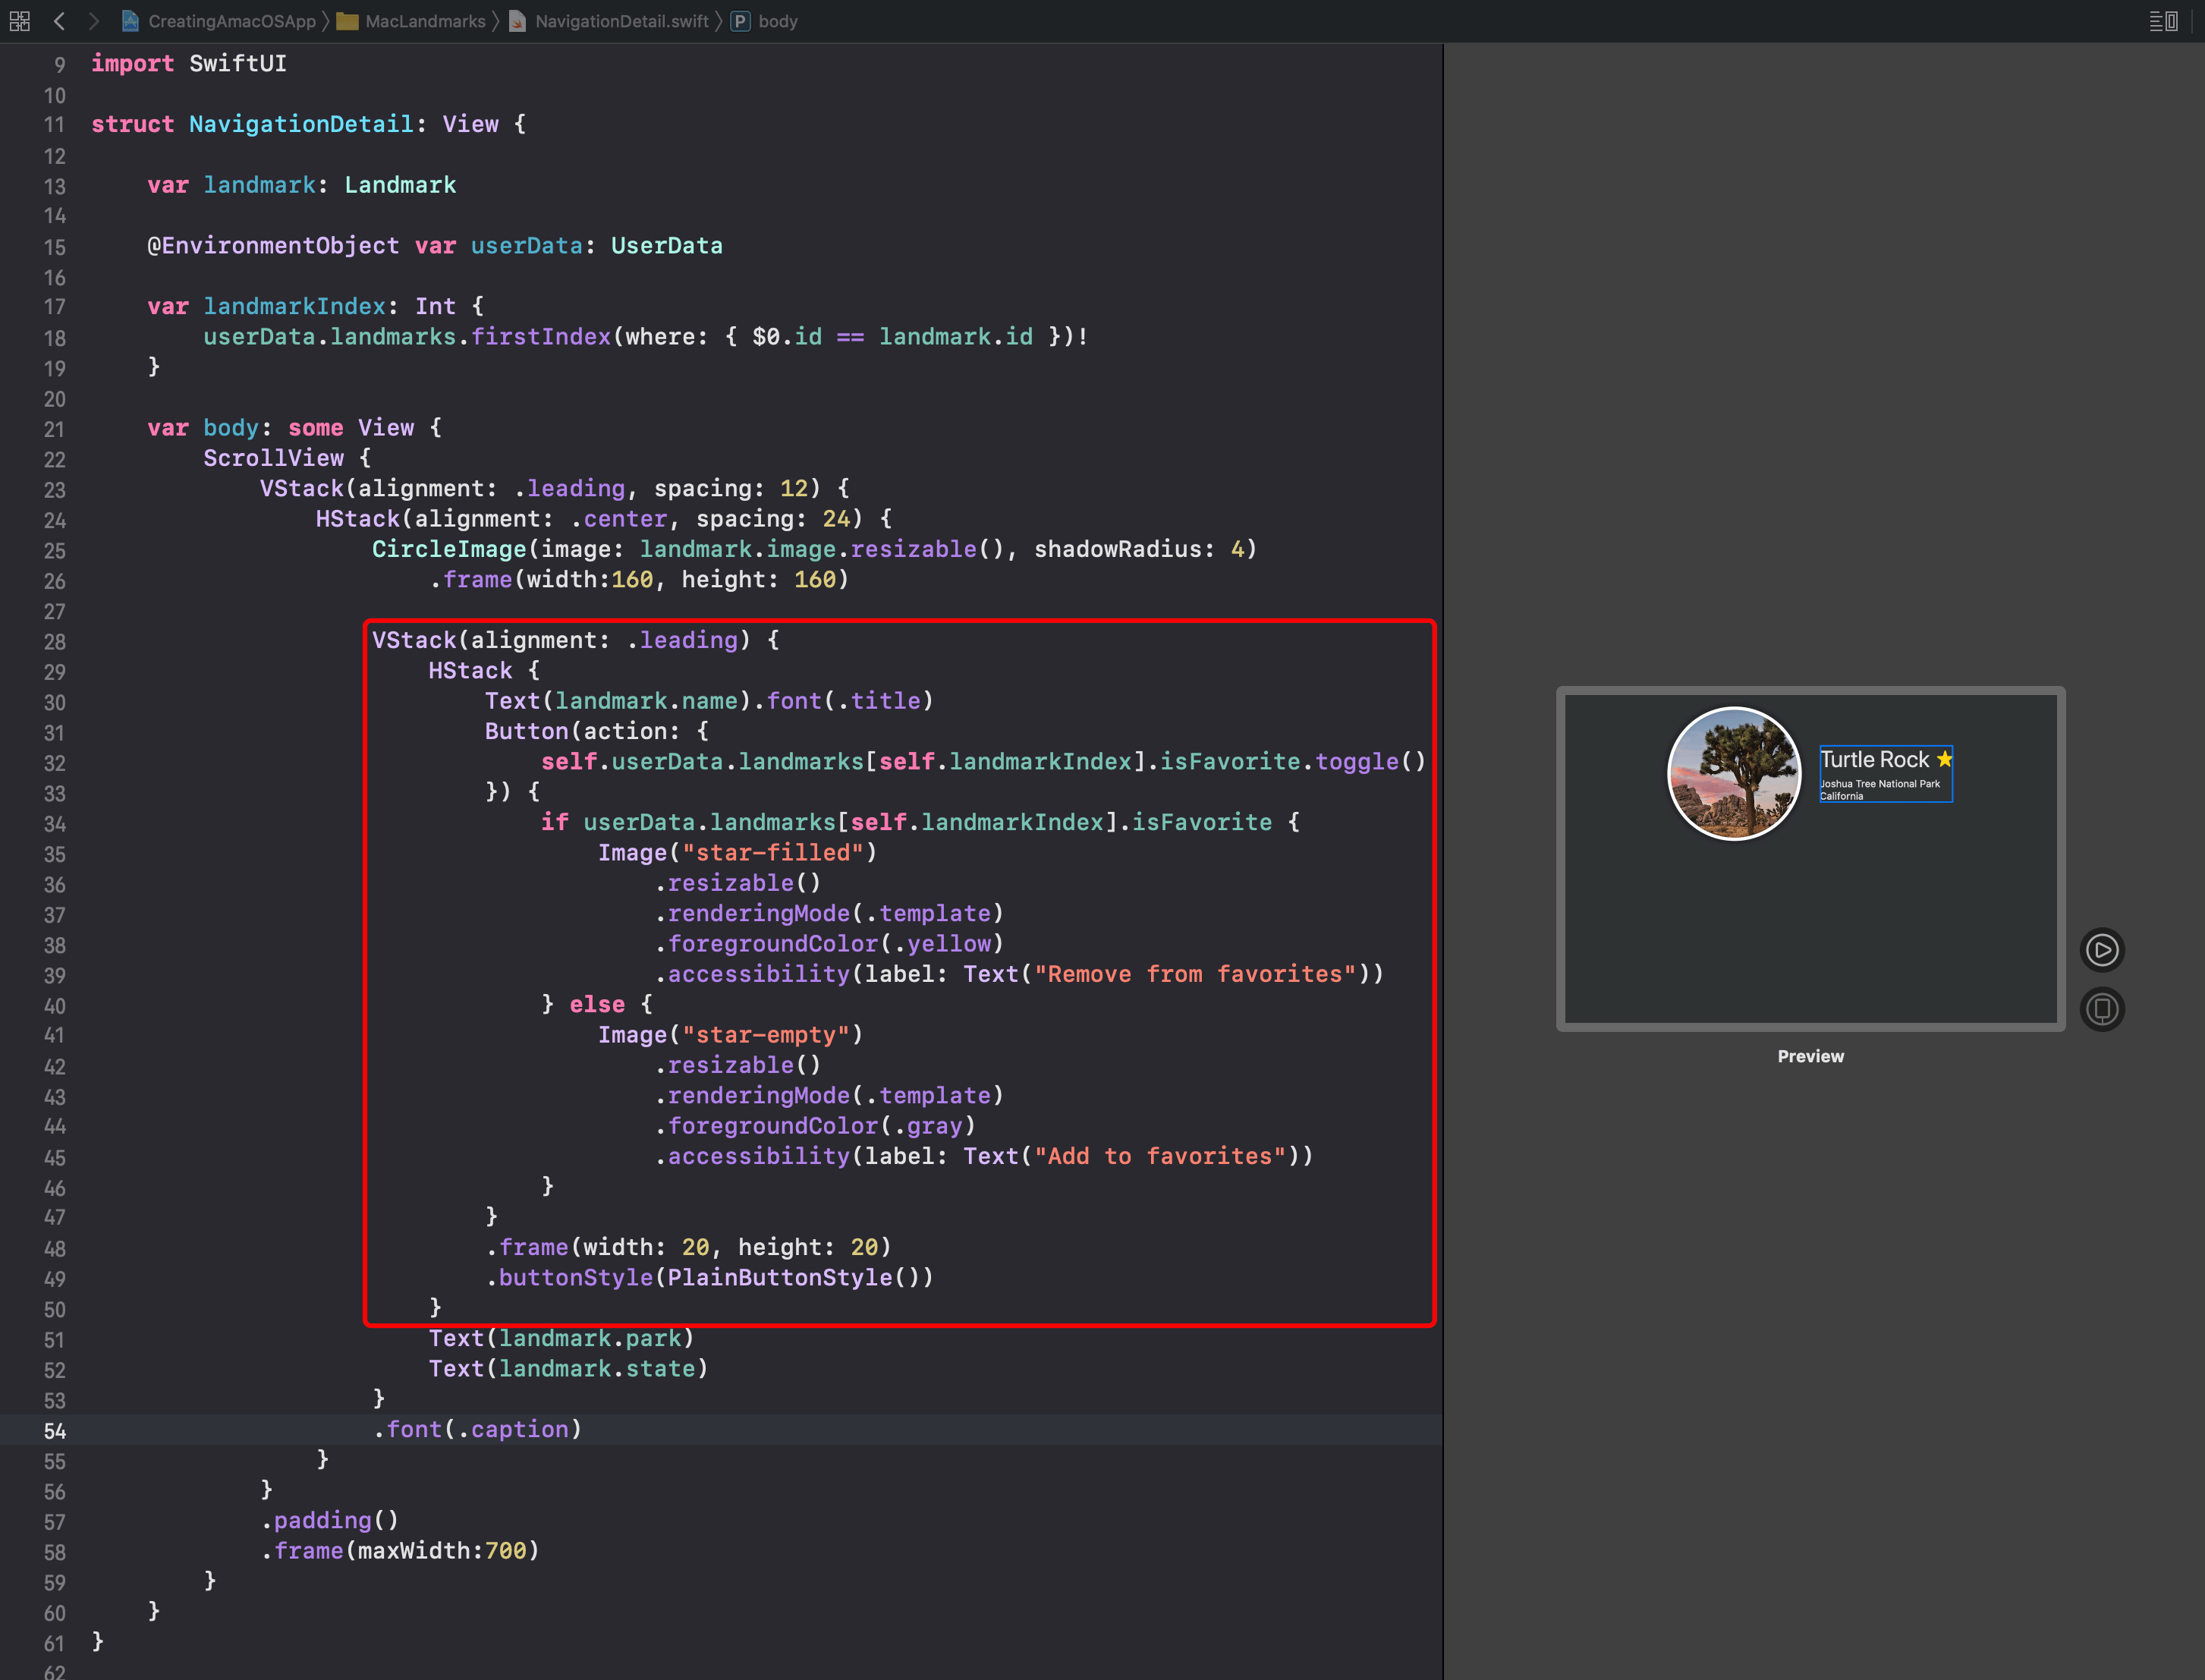 CreatingAmacOSApp 〉 MacLandmarks 〉 NavigationDetail.swift 〉 P body
9 import SwiftUI
10
11 struct NavigationDetail: View {
12
13     var landmark: Landmark
14
15     @EnvironmentObject var userData: UserData
16
17     var landmarkIndex: Int {
18         userData.landmarks.firstIndex(where: { $0.id == landmark.id })!
19     }
20
21     var body: some View {
22         ScrollView {
23             VStack(alignment: .leading, spacing: 12) {
24                 HStack(alignment: .center, spacing: 24) {
25                     CircleImage(image: landmark.image.resizable(), shadowRadius: 4)
26                         .frame(width:160, height: 160)
27
28                     VStack(alignment: .leading) {
29                         HStack {
30                             Text(landmark.name).font(.title)
31                             Button(action: {
32                                 self.userData.landmarks[self.landmarkIndex].isFavorite.toggle()
33                             }) {
34                                 if userData.landmarks[self.landmarkIndex].isFavorite {
35                                     Image("star-filled")
36                                         .resizable()
37                                         .renderingMode(.template)
38                                         .foregroundColor(.yellow)
39                                         .accessibility(label: Text("Remove from favorites"))
40                                 } else {
41                                     Image("star-empty")
42                                         .resizable()
43                                         .renderingMode(.template)
44                                         .foregroundColor(.gray)
45                                         .accessibility(label: Text("Add to favorites"))
46                                 }
47                             }
48                             .frame(width: 20, height: 20)
49                             .buttonStyle(PlainButtonStyle())
50                         }
51                         Text(landmark.park)
52                         Text(landmark.state)
53                     }
54                     .font(.caption)
55                 }
56             }
57             .padding()
58             .frame(maxWidth:700)
59         }
60     }
61 }
62
Turtle Rock
Joshua Tree National Park
California
Preview